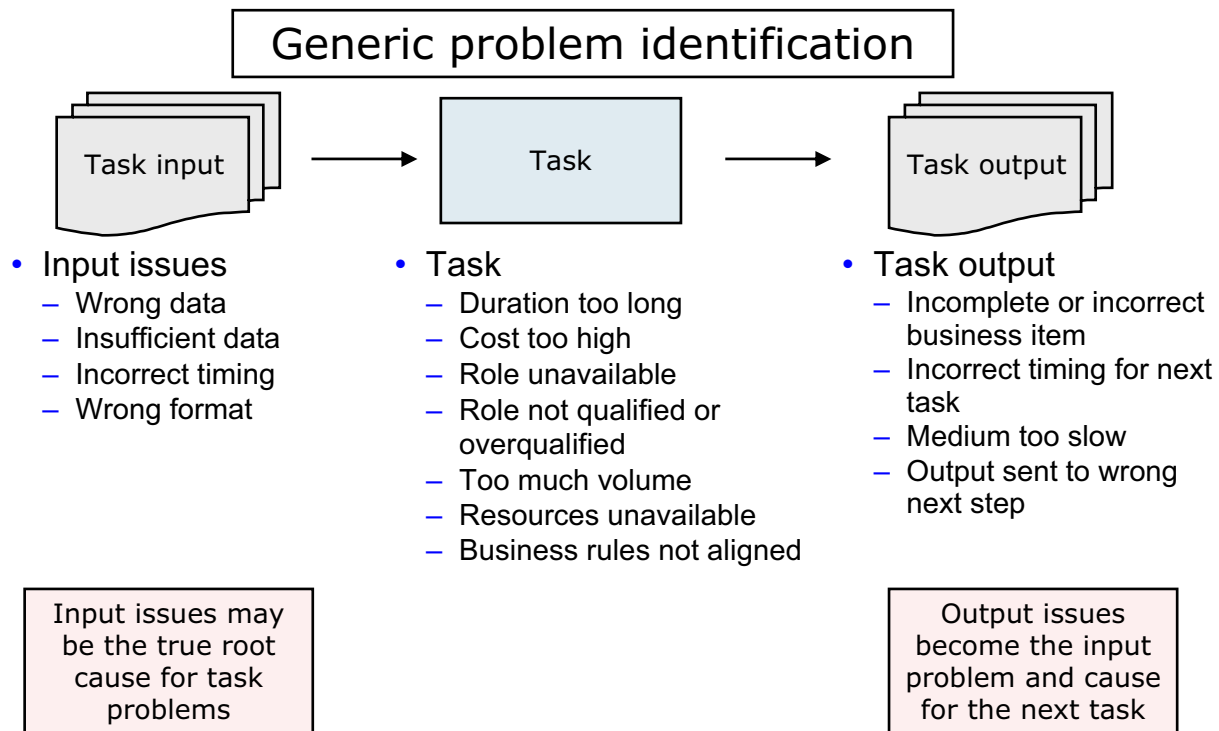 Generic problem identification
Task input
Task
Task output
• Input issues
– Wrong data
– Insufficient data
– Incorrect timing
– Wrong format
• Task
– Duration too long
– Cost too high
– Role unavailable
– Role not qualified or
overqualified
– Too much volume
– Resources unavailable
– Business rules not aligned
• Task output
– Incomplete or incorrect
business item
– Incorrect timing for next
task
– Medium too slow
– Output sent to wrong
next step
Input issues may
be the true root
cause for task
problems
Output issues
become the input
problem and cause
for the next task